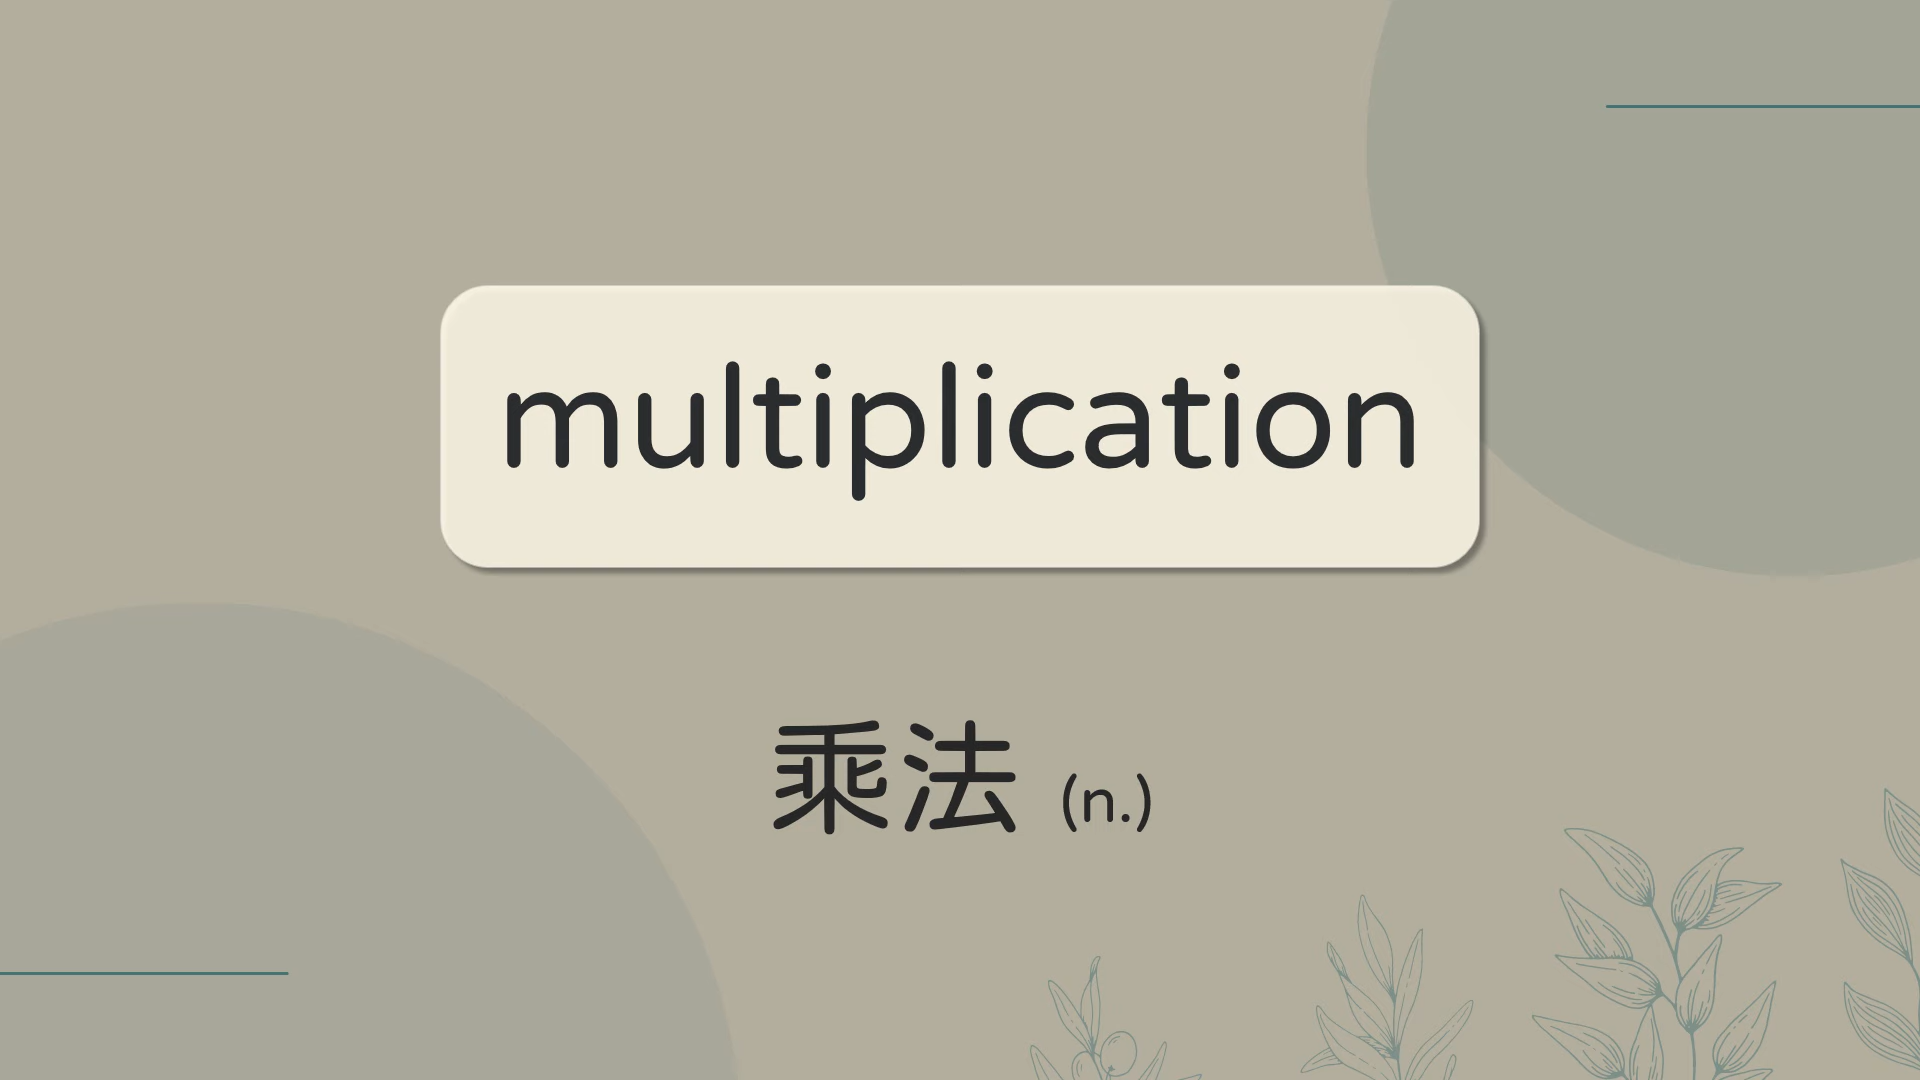 multiplication
乘法 (n.)